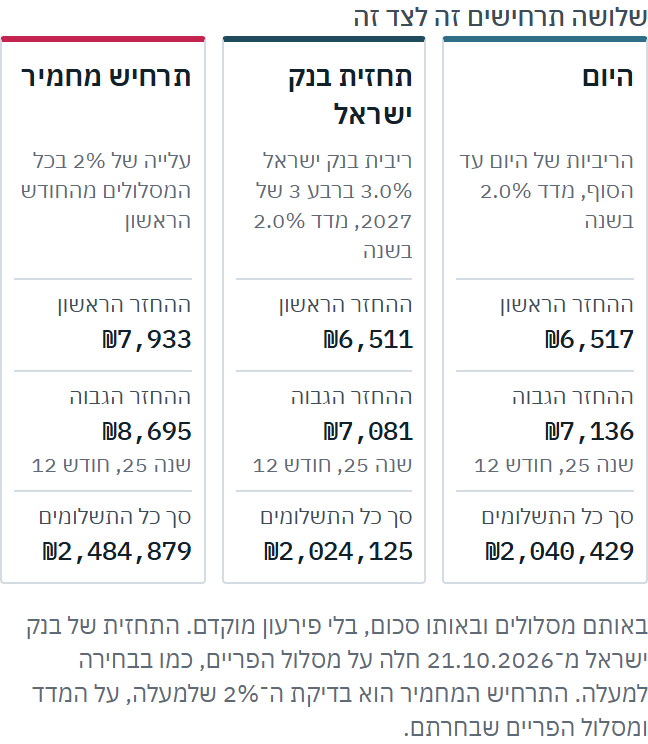 שלושה תרחישים זה לצד זה
היום
הריביות של היום עד
הסוף, מדד 2.0%
בשנה
ההחזר הראשון
₪6,517
ההחזר הגבוה
₪7,136
שנה 25, חודש 12
סך כל התשלומים
₪2,040,429
תחזית בנק
ישראל
ריבית בנק ישראל
3.0% ברבע 3 של
2027, מדד 2.0%
בשנה
ההחזר הראשון
₪6,511
ההחזר הגבוה
₪7,081
שנה 25, חודש 12
סך כל התשלומים
₪2,024,125
תרחיש מחמיר
עלייה של 2% בכל
המסלולים מהחודש
הראשון
ההחזר הראשון
₪7,933
ההחזר הגבוה
₪8,695
שנה 25, חודש 12
סך כל התשלומים
₪2,484,879
באותם מסלולים ובאותו סכום, בלי פירעון מוקדם. התחזית של בנק
ישראל מ־21.10.2026 חלה על מסלול הפריים, כמו בבחירה
למעלה. התרחיש המחמיר הוא בדיקת ה־2% שלמעלה, על המדד
ומסלול הפריים שבחרתם.